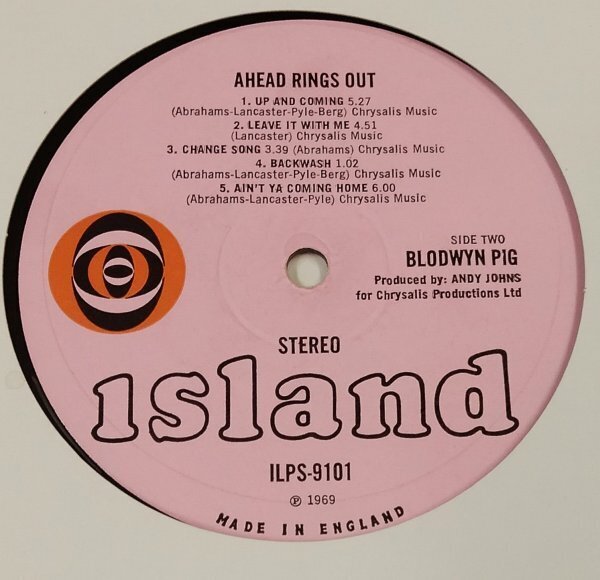 AHEAD RINGS OUT
1. UP AND COMING 5.27
(Abrahams-Lancaster-Pyle-Berg) Chrysalis Music
2. LEAVE IT WITH ME 4.51
(Lancaster) Chrysalis Music
3. CHANGE SONG 3.39 (Abrahams) Chrysalis Music
4. BACKWASH 1.02
(Abrahams-Lancaster-Pyle-Berg) Chrysalis Music
5. AIN'T YA COMING HOME 6.00
(Abrahams-Lancaster-Pyle) Chrysalis Music
SIDE TWO
BLODWYN PIG
Produced by: ANDY JOHNS
for Chrysalis Productions Ltd
STEREO
island
ILPS-9101
℗ 1969
MADE IN ENGLAND